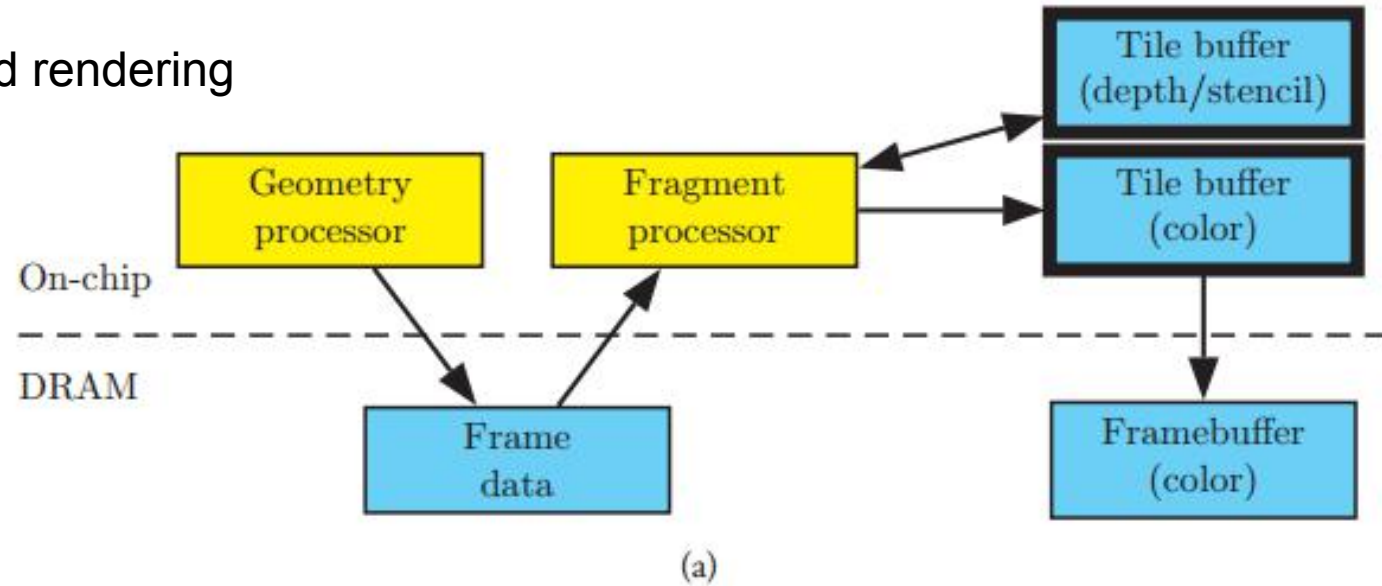 d rendering
Tile buffer
(depth/stencil)
Geometry
processor
Fragment
processor
Tile buffer
(color)
On-chip
DRAM
Frame
data
Framebuffer
(color)
(a)